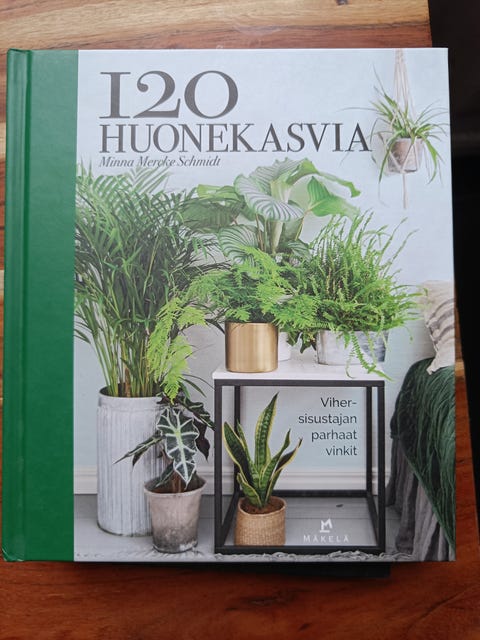 120
HUONEKASVIA
Minna Mercke Schmidt
Viher-
sisustajan
parhaat
vinkit
MÄKELÄ